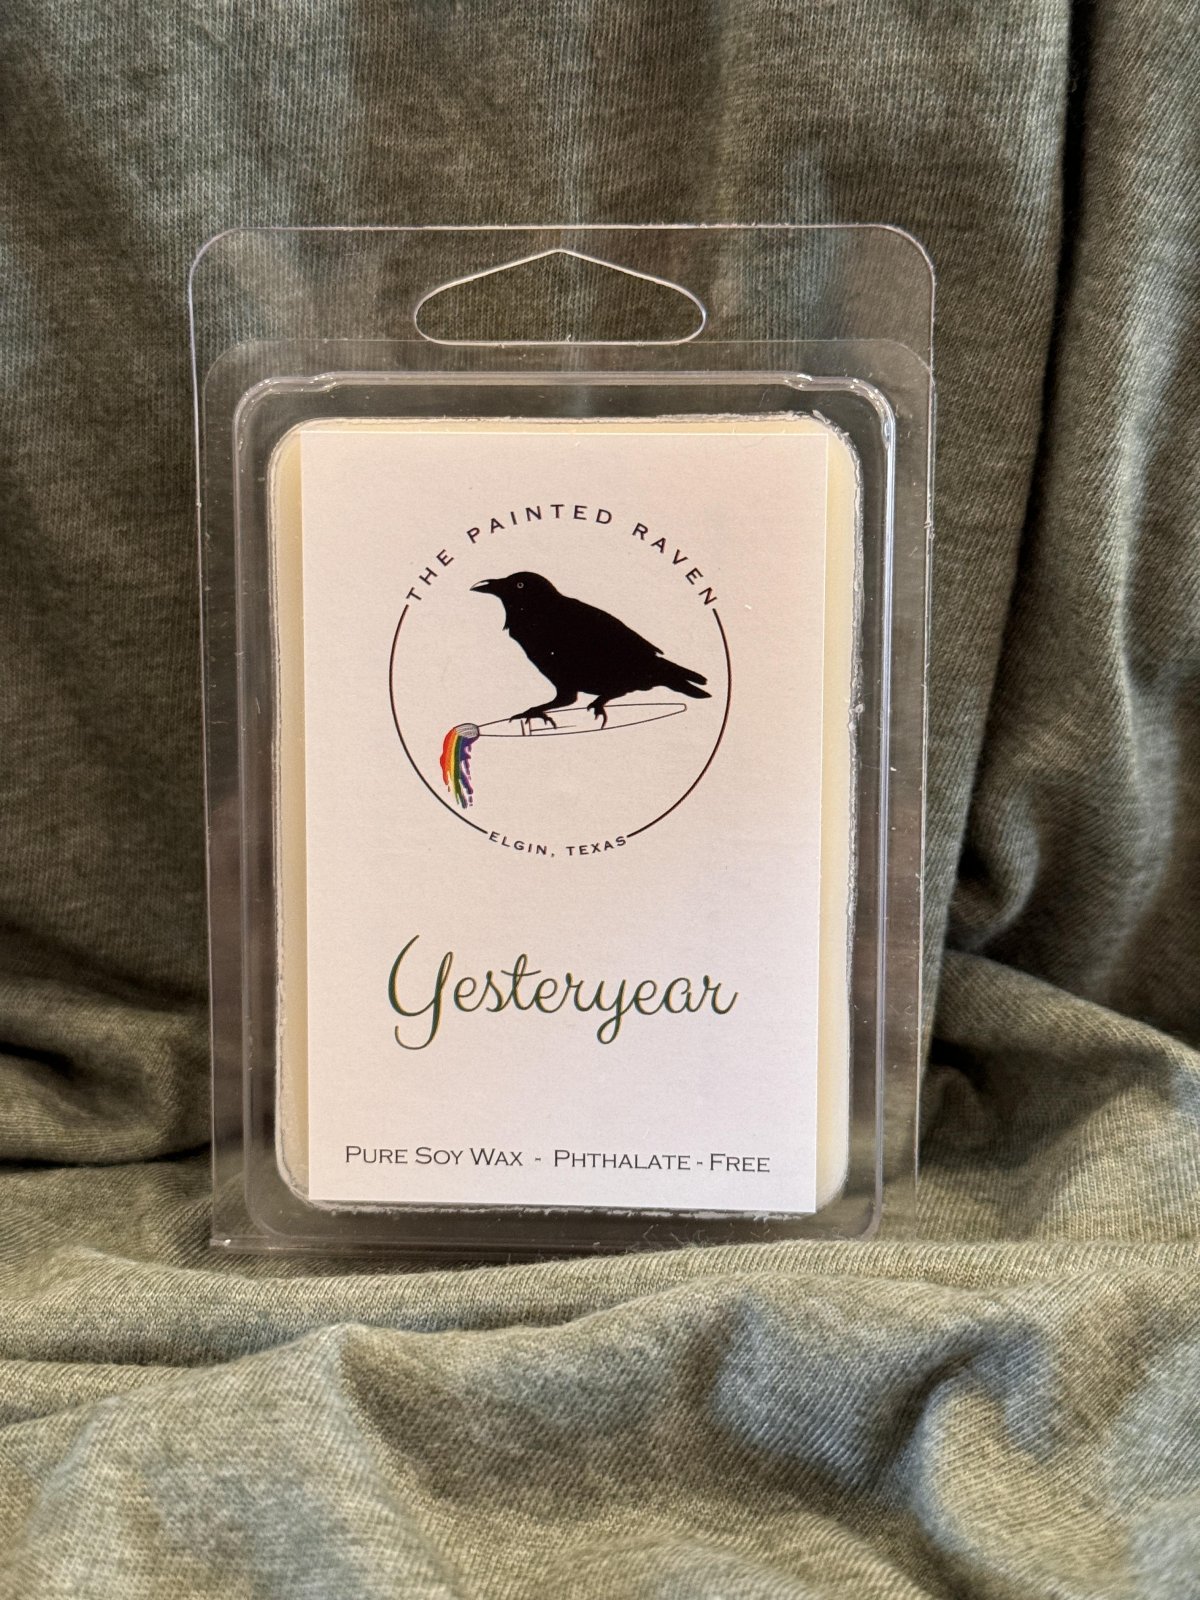 THE PAINTED RAVEN
ELGIN, TEXAS
Yesteryear
PURE SOY WAX - PHTHALATE-FREE